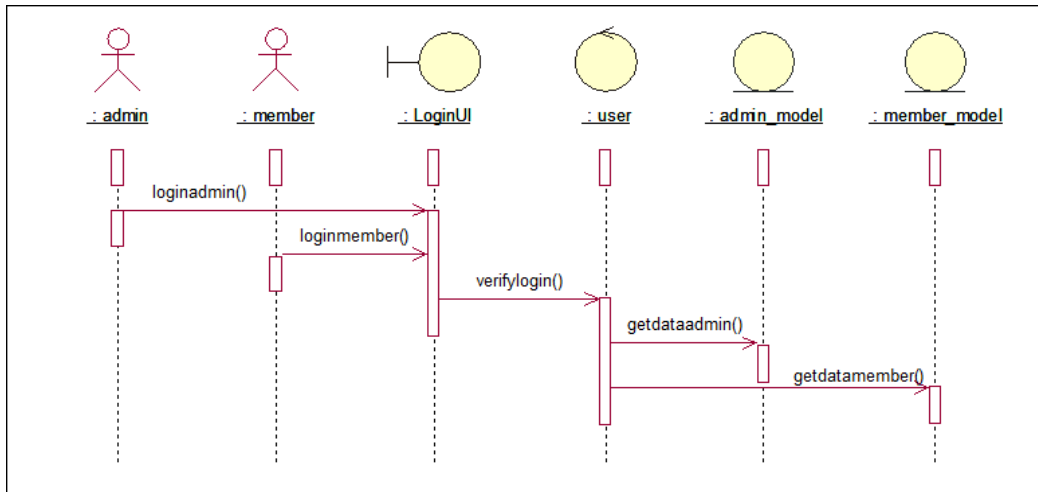 : admin
: member
: LoginUI
: user
: admin_model
: member_model
loginadmin()
loginmember()
verifylogin()
getdataadmin()
getdatamember()